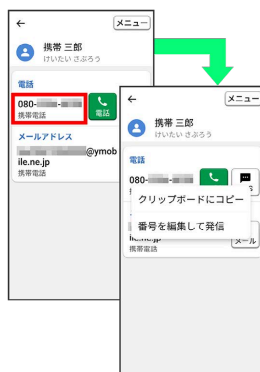 ← メニュー
携帯 三郎
けいたい さぶろう
電話
080-
携帯電話
電話
メールアドレス
@ymob
ile.ne.jp
携帯電話
← メニュー
携帯 三郎
けいたい さぶろう
電話
080-
クリップボードにコピー
番号を編集して発信
ile.ne.jp
メール
携帯電話